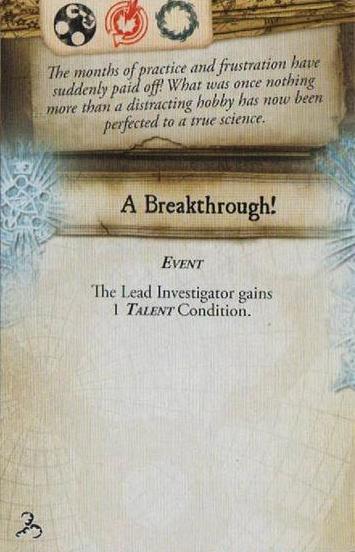 The months of practice and frustration have
suddenly paid off! What was once nothing
more than a distracting hobby has now been
perfected to a true science.
A Breakthrough!
EVENT
The Lead Investigator gains
1 TALENT Condition.